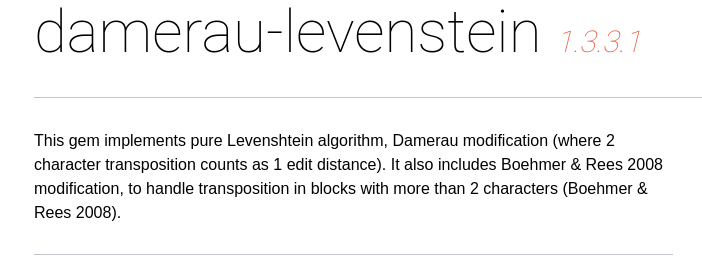 damerau-levenstein 1.3.3.1
This gem implements pure Levenshtein algorithm, Damerau modification (where 2
character transposition counts as 1 edit distance). It also includes Boehmer & Rees 2008
modification, to handle transposition in blocks with more than 2 characters (Boehmer &
Rees 2008).